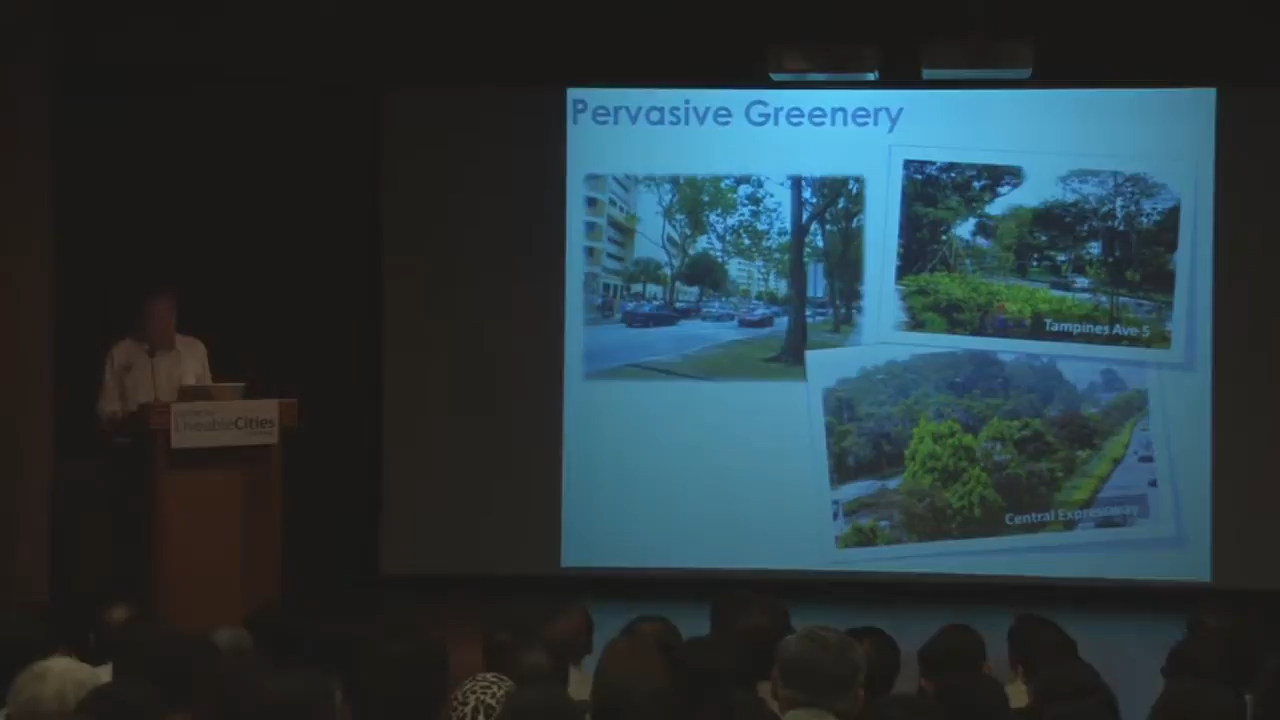 Pervasive Greenery
Tampines Ave 5
Central Expressway
LiveableCities